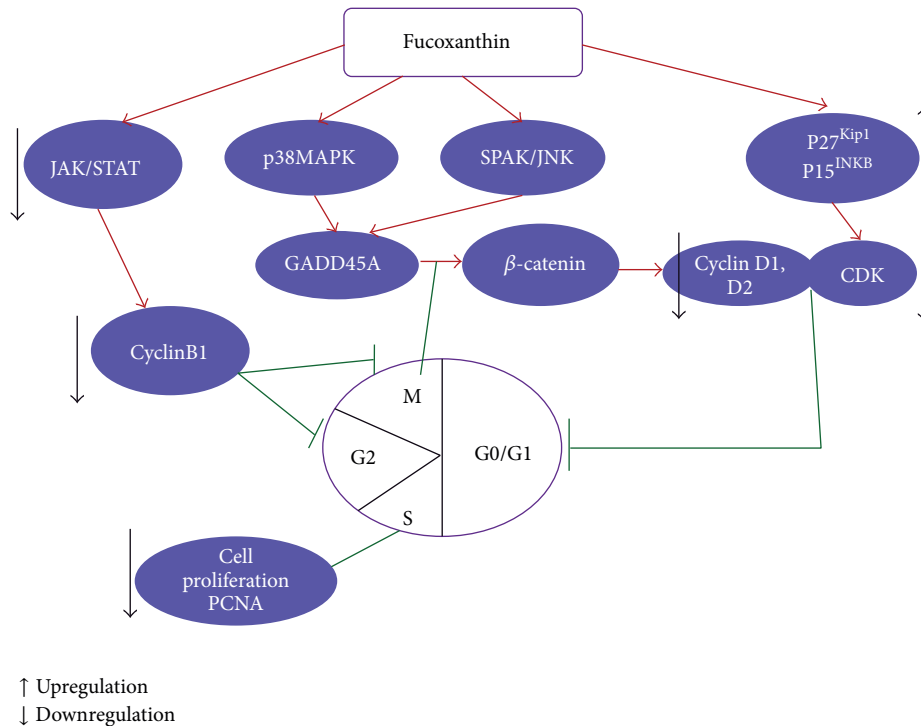 Fucoxanthin
JAK/STAT
p38MAPK
SPAK/JNK
P27Kip1
P15INKB
GADD45A
β-catenin
Cyclin D1,
D2
CDK
CyclinB1
M
G2
G0/G1
S
Cell
proliferation
PCNA
↑ Upregulation
↓ Downregulation